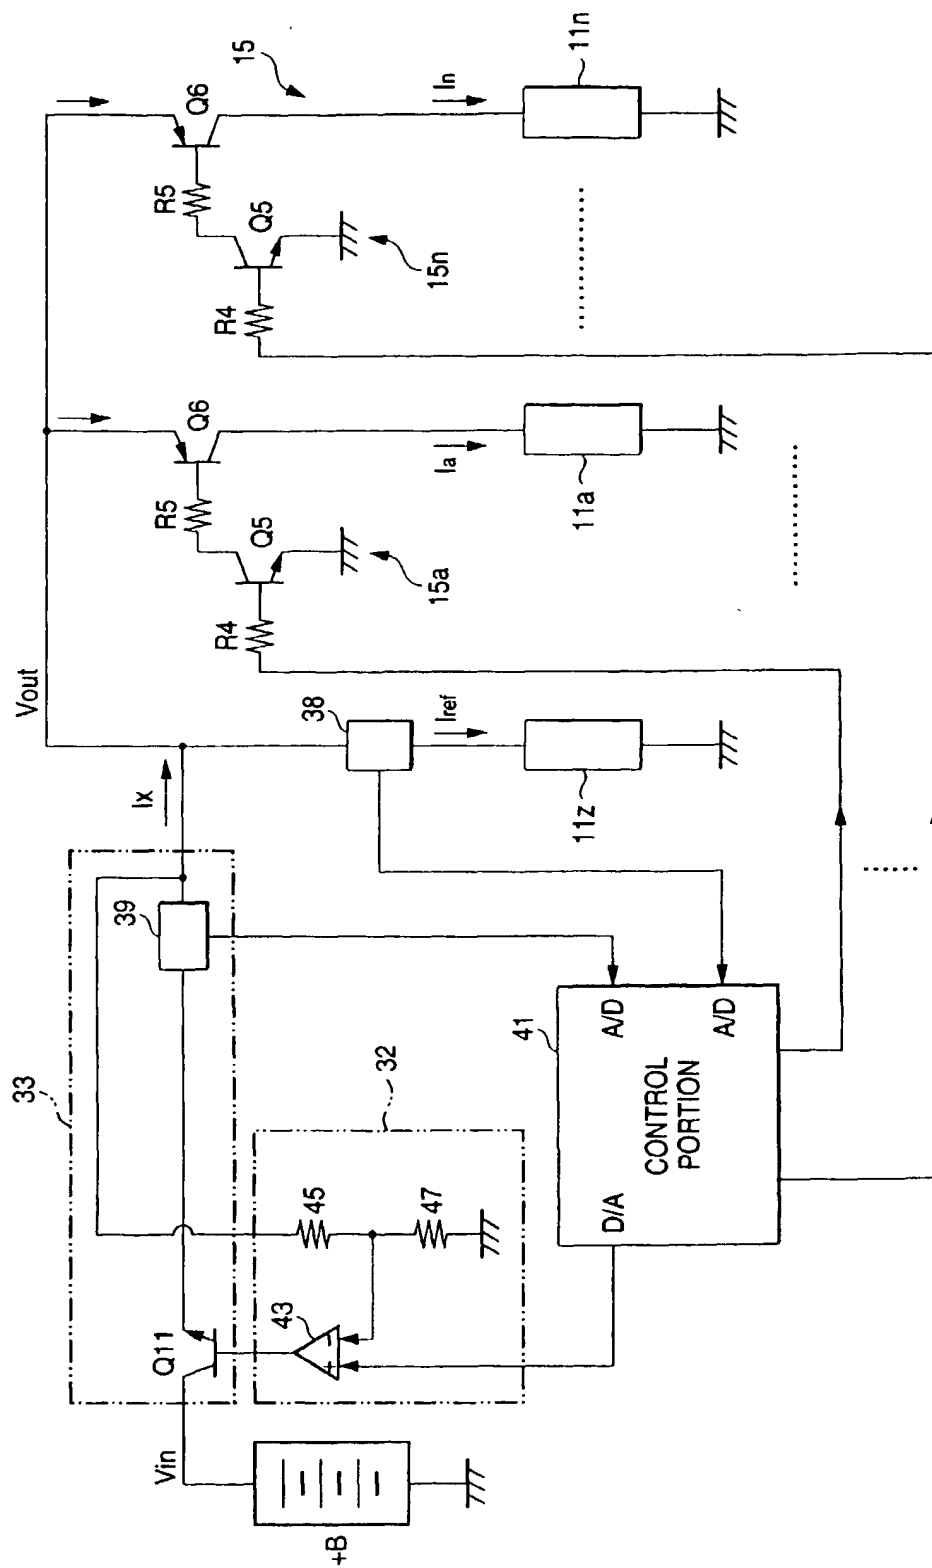 +B
Vin
Q11
33
39
Ix
Vout
43
+
−
45
47
32
38
Iref
11z
41
D/A
A/D
A/D
CONTROL
PORTION
R4
Q5
R5
Q6
15a
Ia
11a
R4
Q5
R5
Q6
15n
15
In
11n